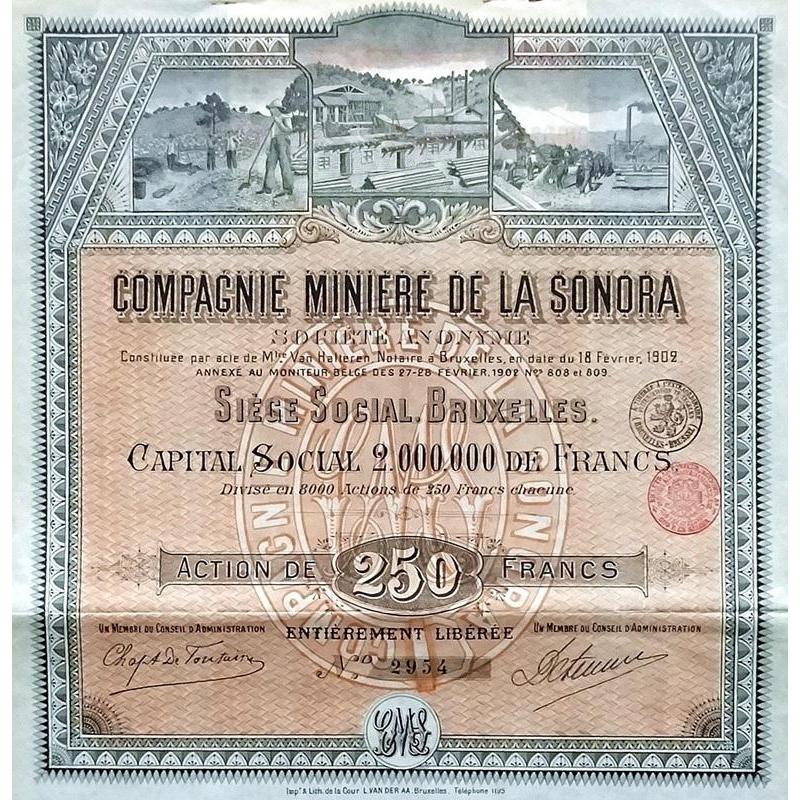 COMPAGNIE MINIÈRE DE LA SONORA
SOCIÉTÉ ANONYME
Constituée par acte de Mtre Van Halteren, Notaire à Bruxelles, en date du 18 Février, 1902
ANNEXE AU MONITEUR BELGE DES 27-28 FÉVRIER, 1902 Nos 808 et 809.
SIÈGE SOCIAL, BRUXELLES.
CAPITAL SOCIAL 2.000.000 DE FRANCS
Divisé en 8000 Actions de 250 Francs chacune.
ACTION DE 250 FRANCS
ENTIÈREMENT LIBÉRÉE
UN MEMBRE DU CONSEIL D'ADMINISTRATION
UN MEMBRE DU CONSEIL D'ADMINISTRATION
No 2954
CMS
Impie & Lith. de la Cour L. VAN DER AA, Bruxelles. Téléphone 1195